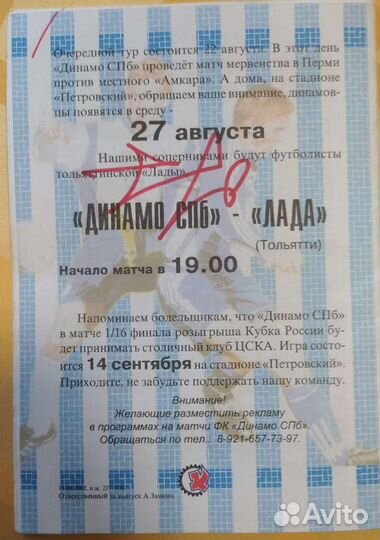 Очередной тур состоится 22 августа. В этот день
«Динамо СПб» проведёт матч мервенства в Перми
против местного «Амкара». А дома, на стадионе
«Петровский», обращаем ваше внимание, динамов-
цы появятся в среду -
27 августа
Нашими соперниками будут футболисты
тольяттинской «Лады»
«ДИНАМО СПб» - «ЛАДА»
(Тольятти)
Начало матча в 19.00
Напоминаем болельщикам, что «Динамо СПб»
в матче 1/16 финала розыгрыша Кубка России бу-
дет принимать столичный клуб ЦСКА. Игра состо-
ится 14 сентября на стадионе «Петровский».
Приходите, не забудьте поддержать нашу команду.
Внимание!
Желающие разместить рекламу
в программах на матчи ФК «Динамо СПб».
Обращаться по тел.: 8-921-657-73-97.
Ответственный за выпуск А.Зимкин.
Avito